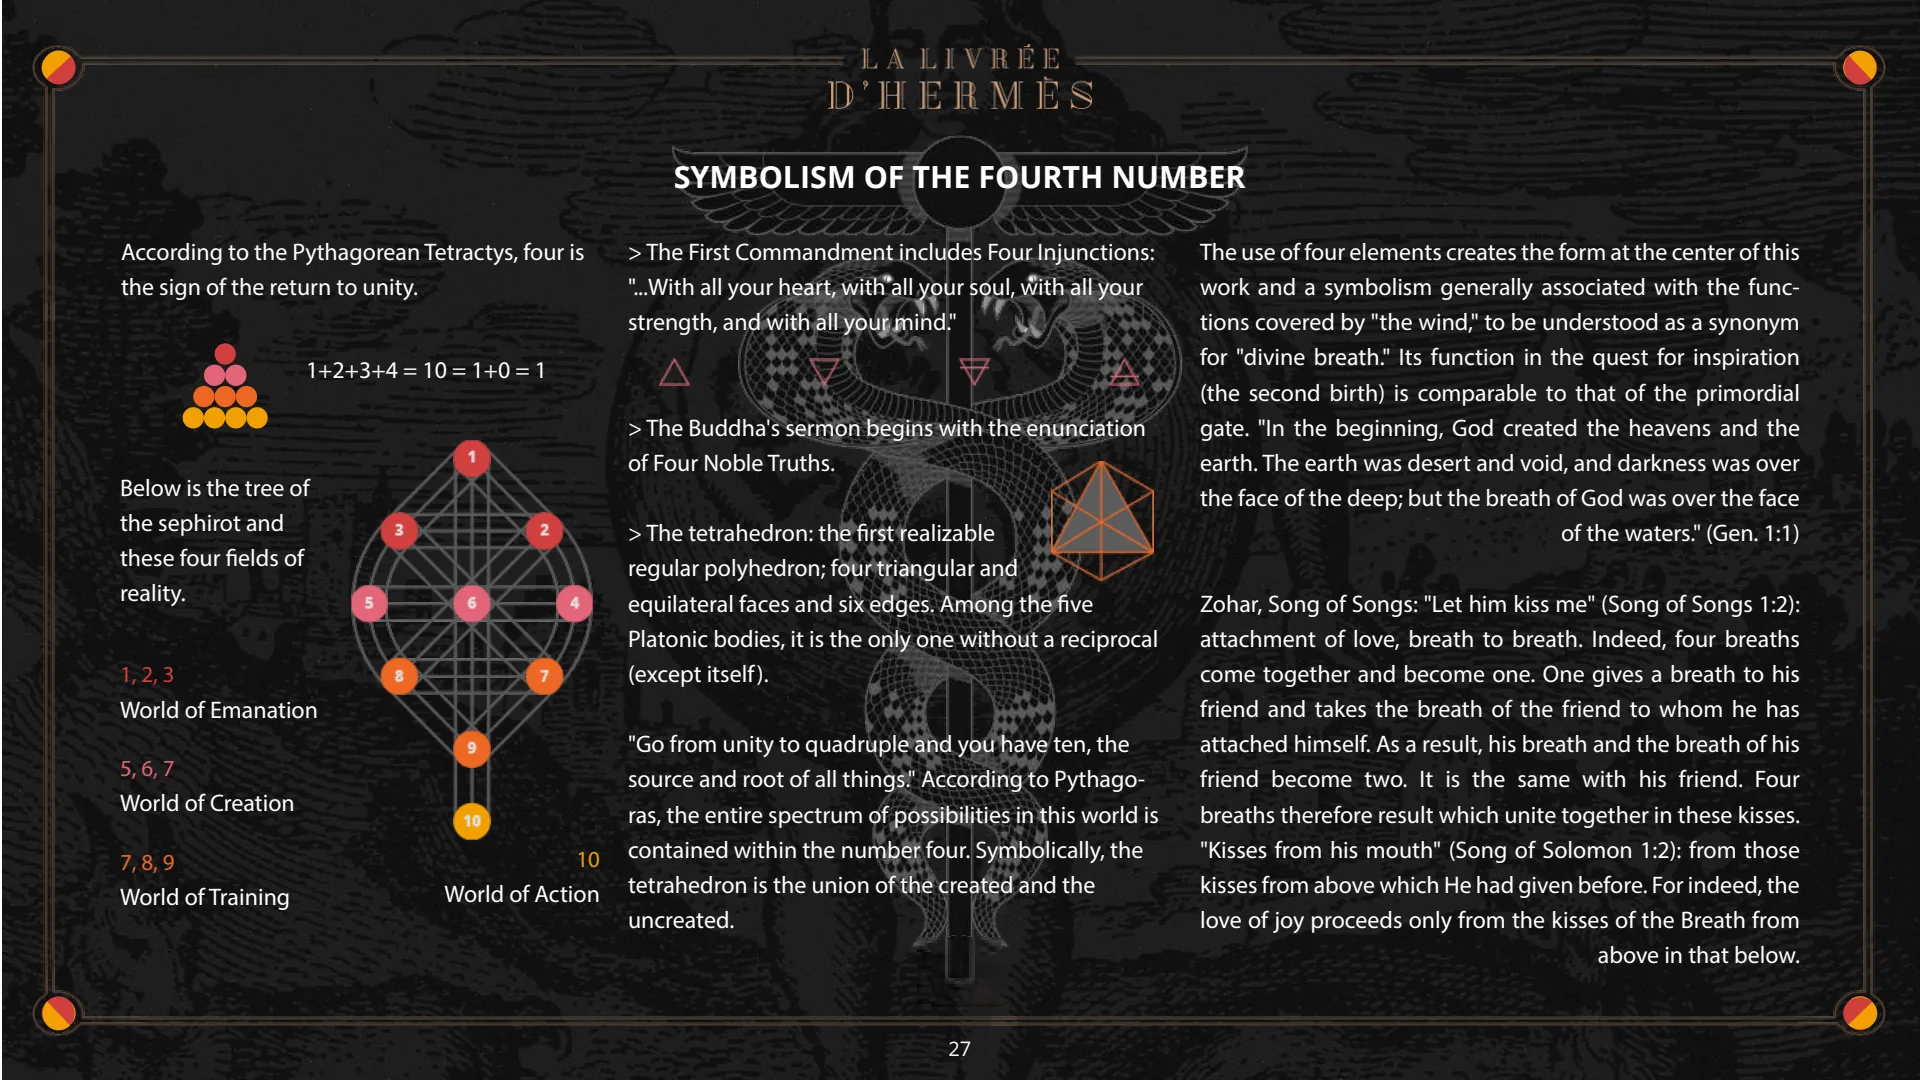 LA LIVRÉE
D'HERMÈS
SYMBOLISM OF THE FOURTH NUMBER
According to the Pythagorean Tetractys, four is
the sign of the return to unity.
1+2+3+4 = 10 = 1+0 = 1
Below is the tree of
the sephirot and
these four fields of
reality.
1
3
2
5
6
4
8
7
9
10
1, 2, 3
World of Emanation
5, 6, 7
World of Creation
7, 8, 9
World of Training
10
World of Action
> The First Commandment includes Four Injunctions:
"...With all your heart, with all your soul, with all your
strength, and with all your mind."
> The Buddha's sermon begins with the enunciation
of Four Noble Truths.
> The tetrahedron: the first realizable
regular polyhedron; four triangular and
equilateral faces and six edges. Among the five
Platonic bodies, it is the only one without a reciprocal
(except itself).
"Go from unity to quadruple and you have ten, the
source and root of all things." According to Pythago-
ras, the entire spectrum of possibilities in this world is
contained within the number four. Symbolically, the
tetrahedron is the union of the created and the
uncreated.
The use of four elements creates the form at the center of this
work and a symbolism generally associated with the func-
tions covered by "the wind," to be understood as a synonym
for "divine breath." Its function in the quest for inspiration
(the second birth) is comparable to that of the primordial
gate. "In the beginning, God created the heavens and the
earth. The earth was desert and void, and darkness was over
the face of the deep; but the breath of God was over the face
of the waters." (Gen. 1:1)
Zohar, Song of Songs: "Let him kiss me" (Song of Songs 1:2):
attachment of love, breath to breath. Indeed, four breaths
come together and become one. One gives a breath to his
friend and takes the breath of the friend to whom he has
attached himself. As a result, his breath and the breath of his
friend become two. It is the same with his friend. Four
breaths therefore result which unite together in these kisses.
"Kisses from his mouth" (Song of Solomon 1:2): from those
kisses from above which He had given before. For indeed, the
love of joy proceeds only from the kisses of the Breath from
above in that below.
27